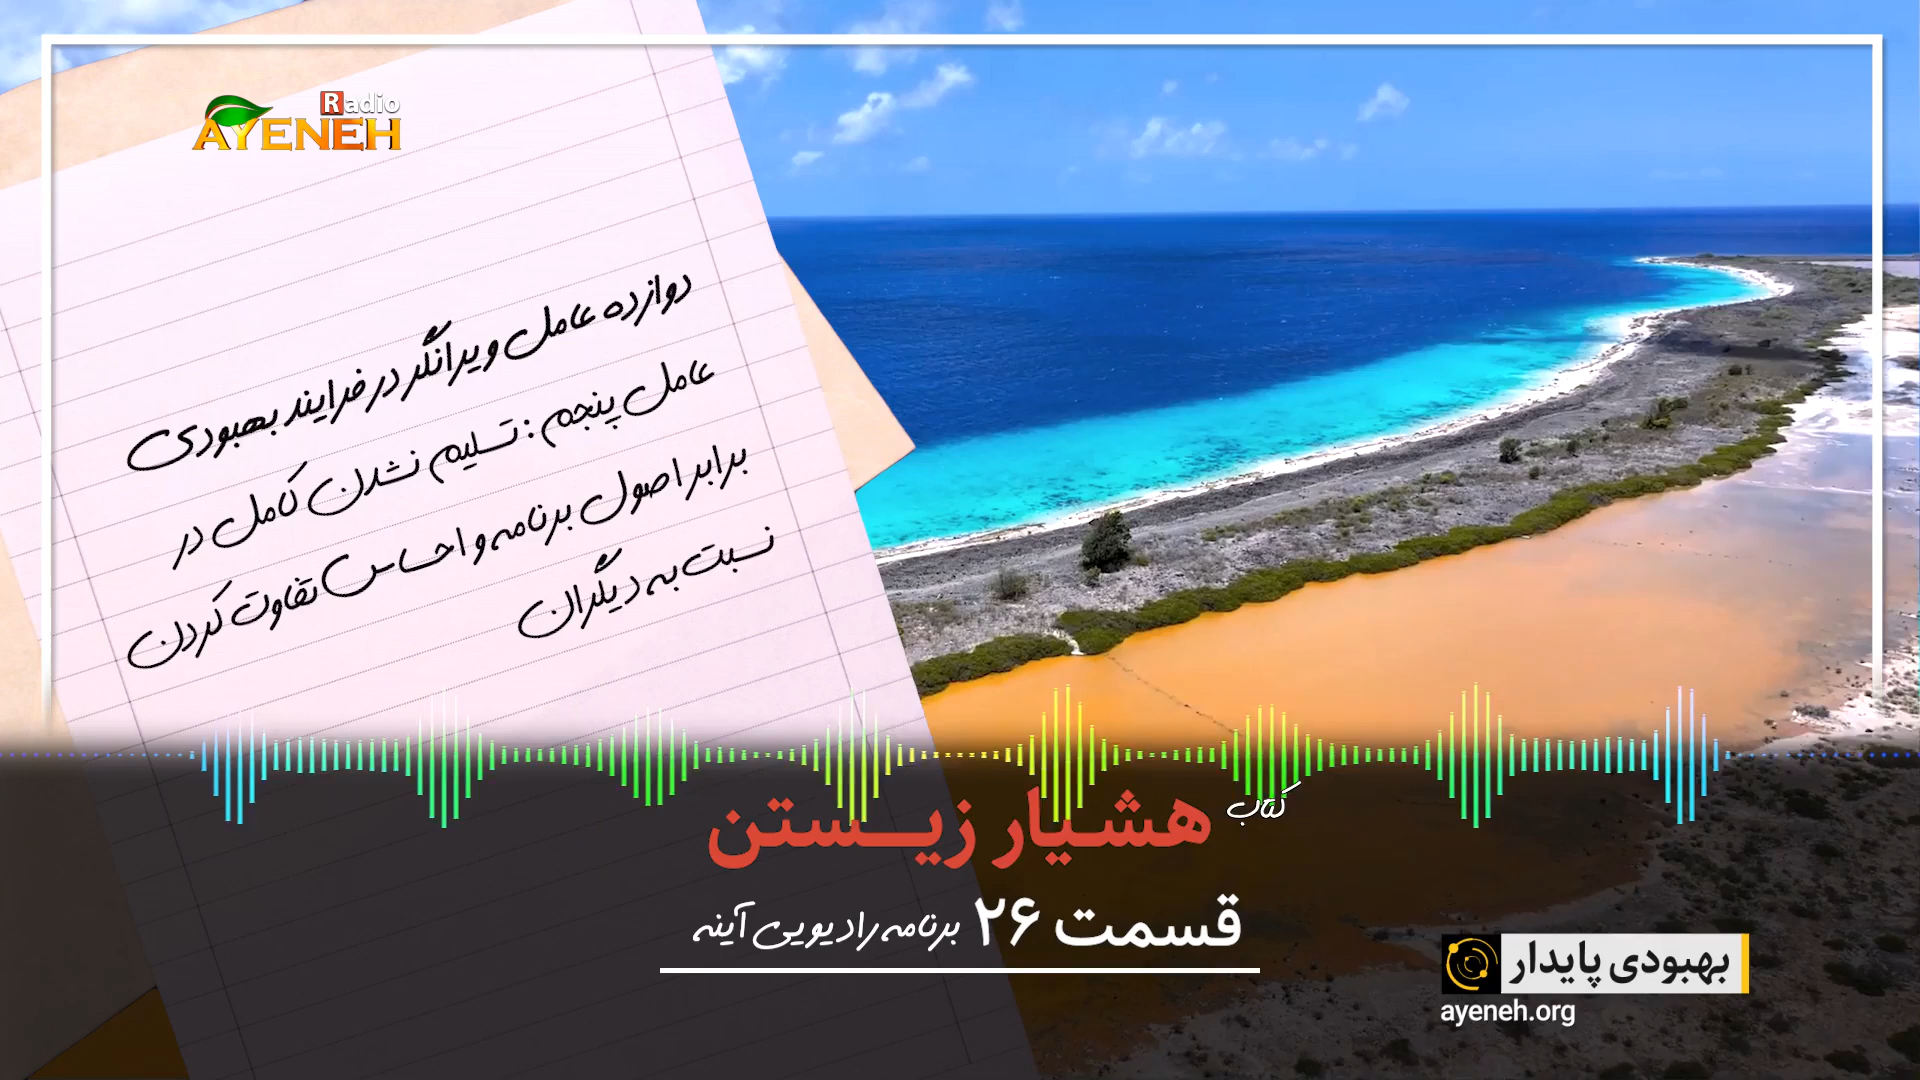 Radio
AYENEH
دوازده عامل ویرانگر در فرایند بهبودی
عامل پنجم : تسلیم نشدن کامل در
برابر اصول برنامه و احساس تفاوت کردن
نسبت به دیگران
کتاب هشیار زیستن
قسمت ۲۶ برنامه رادیویی آینه
بهبودی پایدار
ayeneh.org